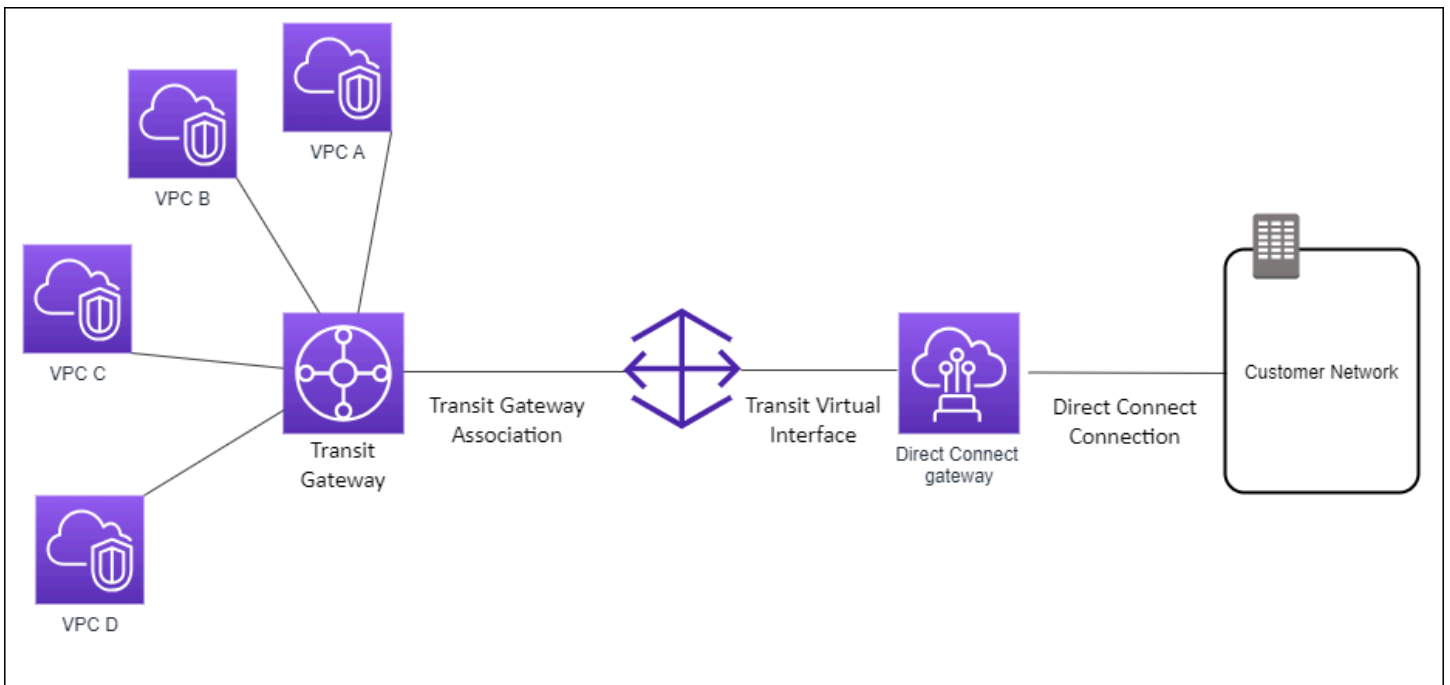 VPC A
VPC B
VPC C
VPC D
Transit
Gateway
Transit Gateway
Association
Transit Virtual
Interface
Direct Connect
gateway
Direct Connect
Connection
Customer Network